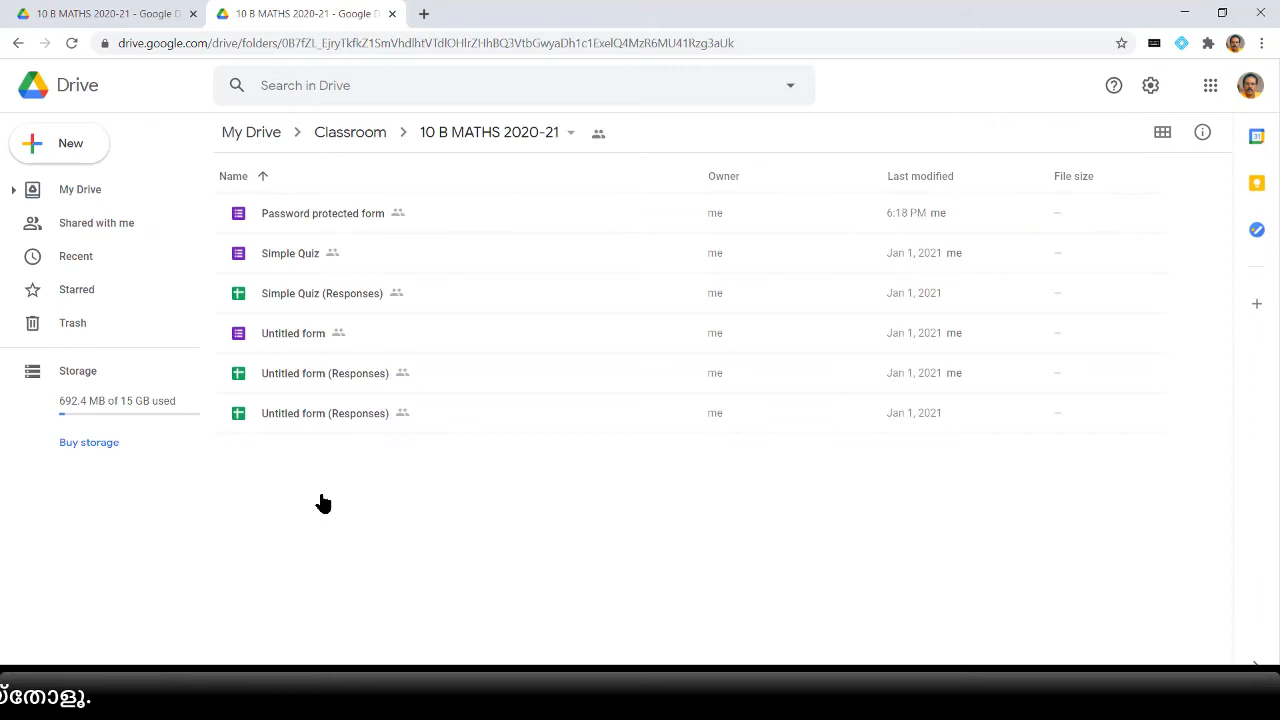 10 B MATHS 2020-21 - Google D
10 B MATHS 2020-21 - Google D
drive.google.com/drive/folders/0B7fZL_EjryTkfkZ1SmVhdlhtVTdlQHlrZHhBQ3VtbGwyaDh1c1ExelQ4MzR6MU41Rzg3aUk
Drive
Search in Drive
New
My Drive
Shared with me
Recent
Starred
Trash
Storage
692.4 MB of 15 GB used
Buy storage
My Drive > Classroom > 10 B MATHS 2020-21
Name Owner Last modified File size
Password protected form me 6:18 PM me –
Simple Quiz me Jan 1, 2021 me –
Simple Quiz (Responses) me Jan 1, 2021 –
Untitled form me Jan 1, 2021 me –
Untitled form (Responses) me Jan 1, 2021 me –
Untitled form (Responses) me Jan 1, 2021 –
31